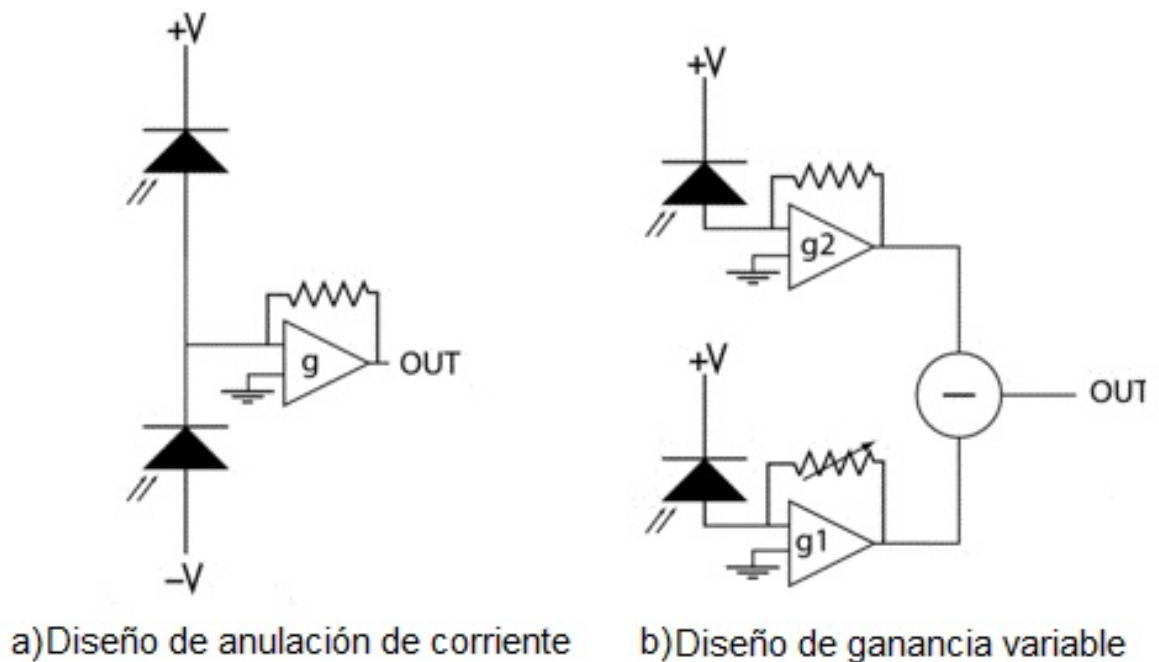 +V
g
OUT
−V
a)Diseño de anulación de corriente
+V
g2
+V
OUT
g1
b)Diseño de ganancia variable